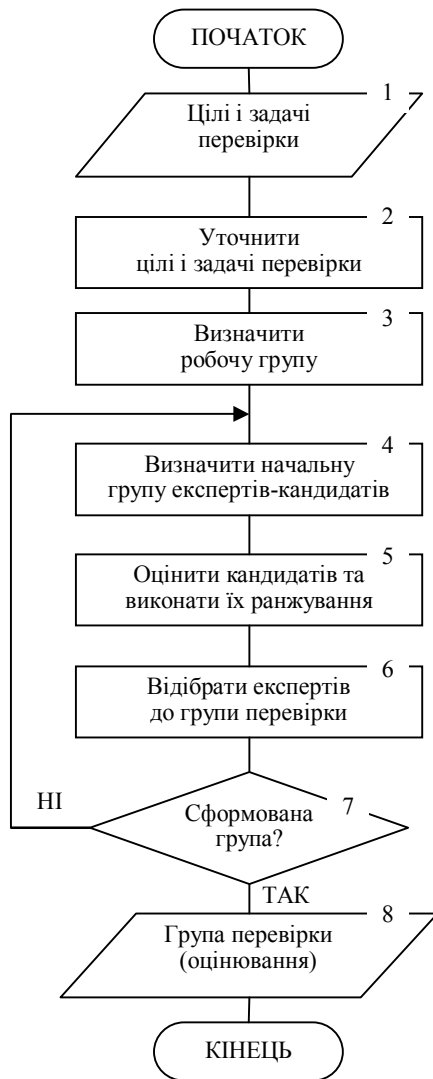 ПОЧАТОК
1
Цілі і задачі
перевірки
2
Уточнити
цілі і задачі перевірки
3
Визначити
робочу групу
4
Визначити начальну
групу експертів-кандидатів
5
Оцінити кандидатів та
виконати їх ранжування
6
Відібрати експертів
до групи перевірки
НІ
7
Сформована
група?
ТАК
8
Група перевірки
(оцінювання)
КІНЕЦЬ